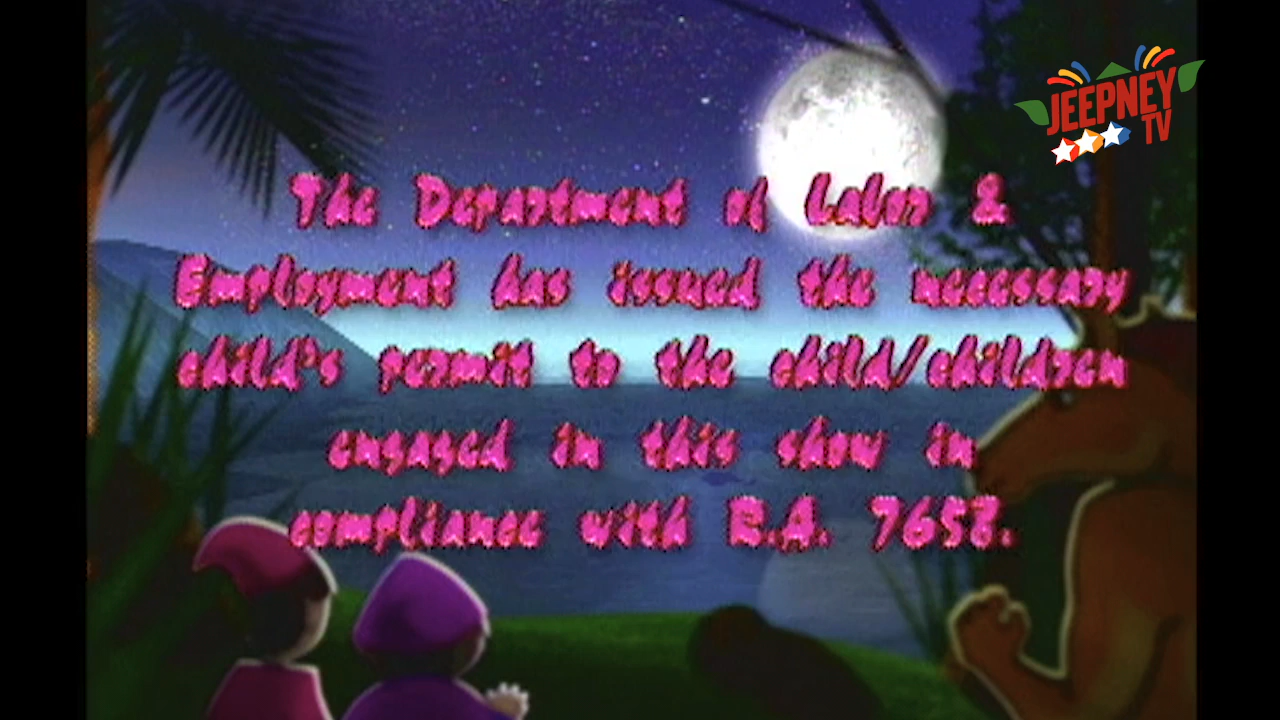 JEEPNEY
TV
The Department of Labor &
Employment has issued the necessary
child's permit to the child/children
engaged in this show in
compliance with R.A. 7658.